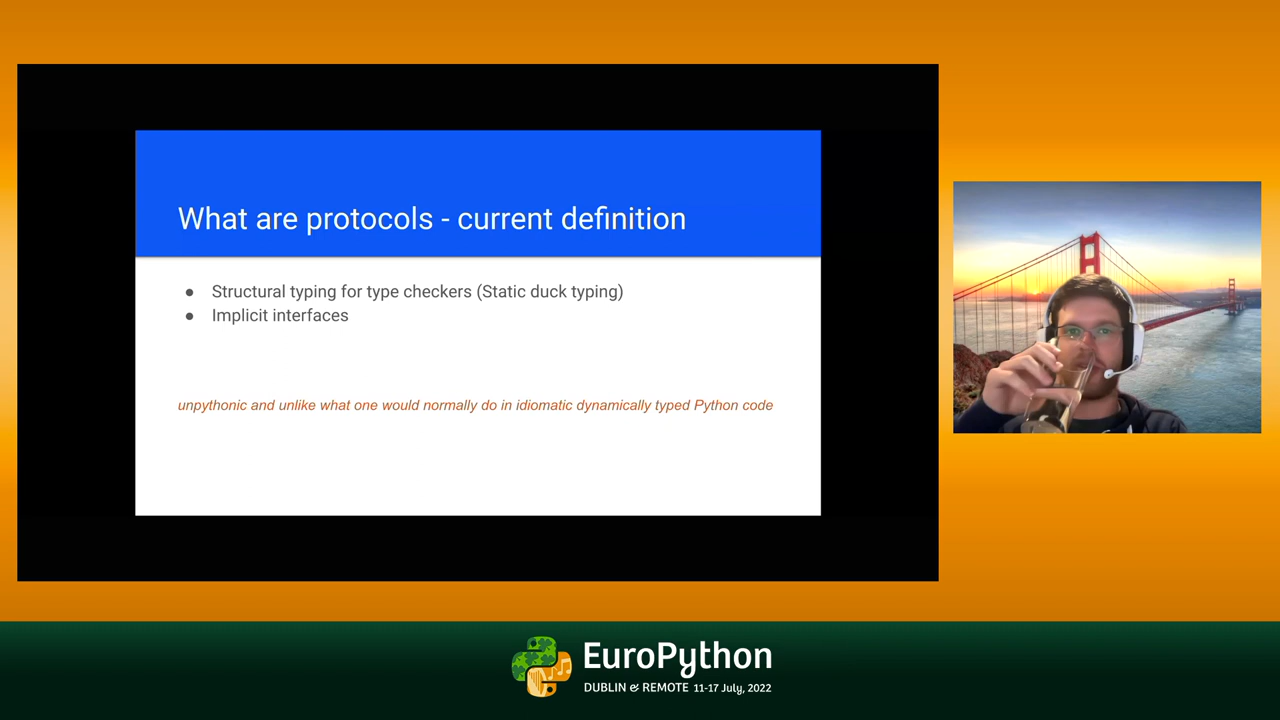 What are protocols - current definition
● Structural typing for type checkers (Static duck typing)
● Implicit interfaces
unpythonic and unlike what one would normally do in idiomatic dynamically typed Python code
EuroPython
DUBLIN & REMOTE 11-17 July, 2022